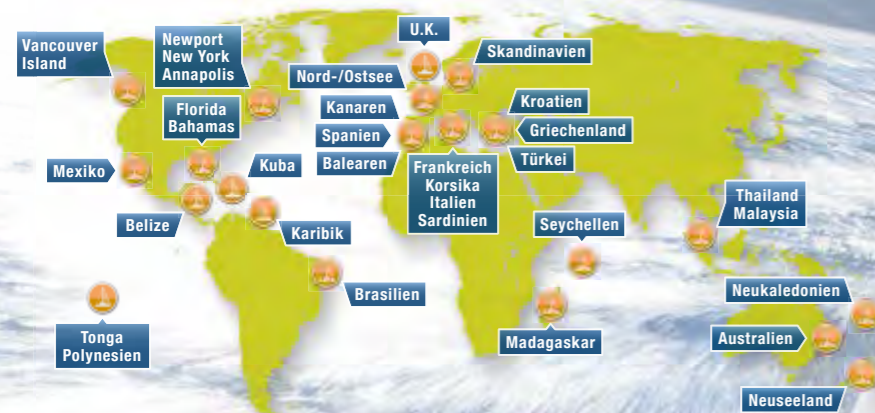 U.K.
Vancouver
Island
Newport
New York
Annapolis
Skandinavien
Nord-/Ostsee
Florida
Bahamas
Kanaren
Kroatien
Spanien
Griechenland
Balearen
Türkei
Mexiko
Kuba
Frankreich
Korsika
Italien
Sardinien
Thailand
Malaysia
Belize
Karibik
Seychellen
Brasilien
Neukaledonien
Tonga
Polynesien
Madagaskar
Australien
Neuseeland